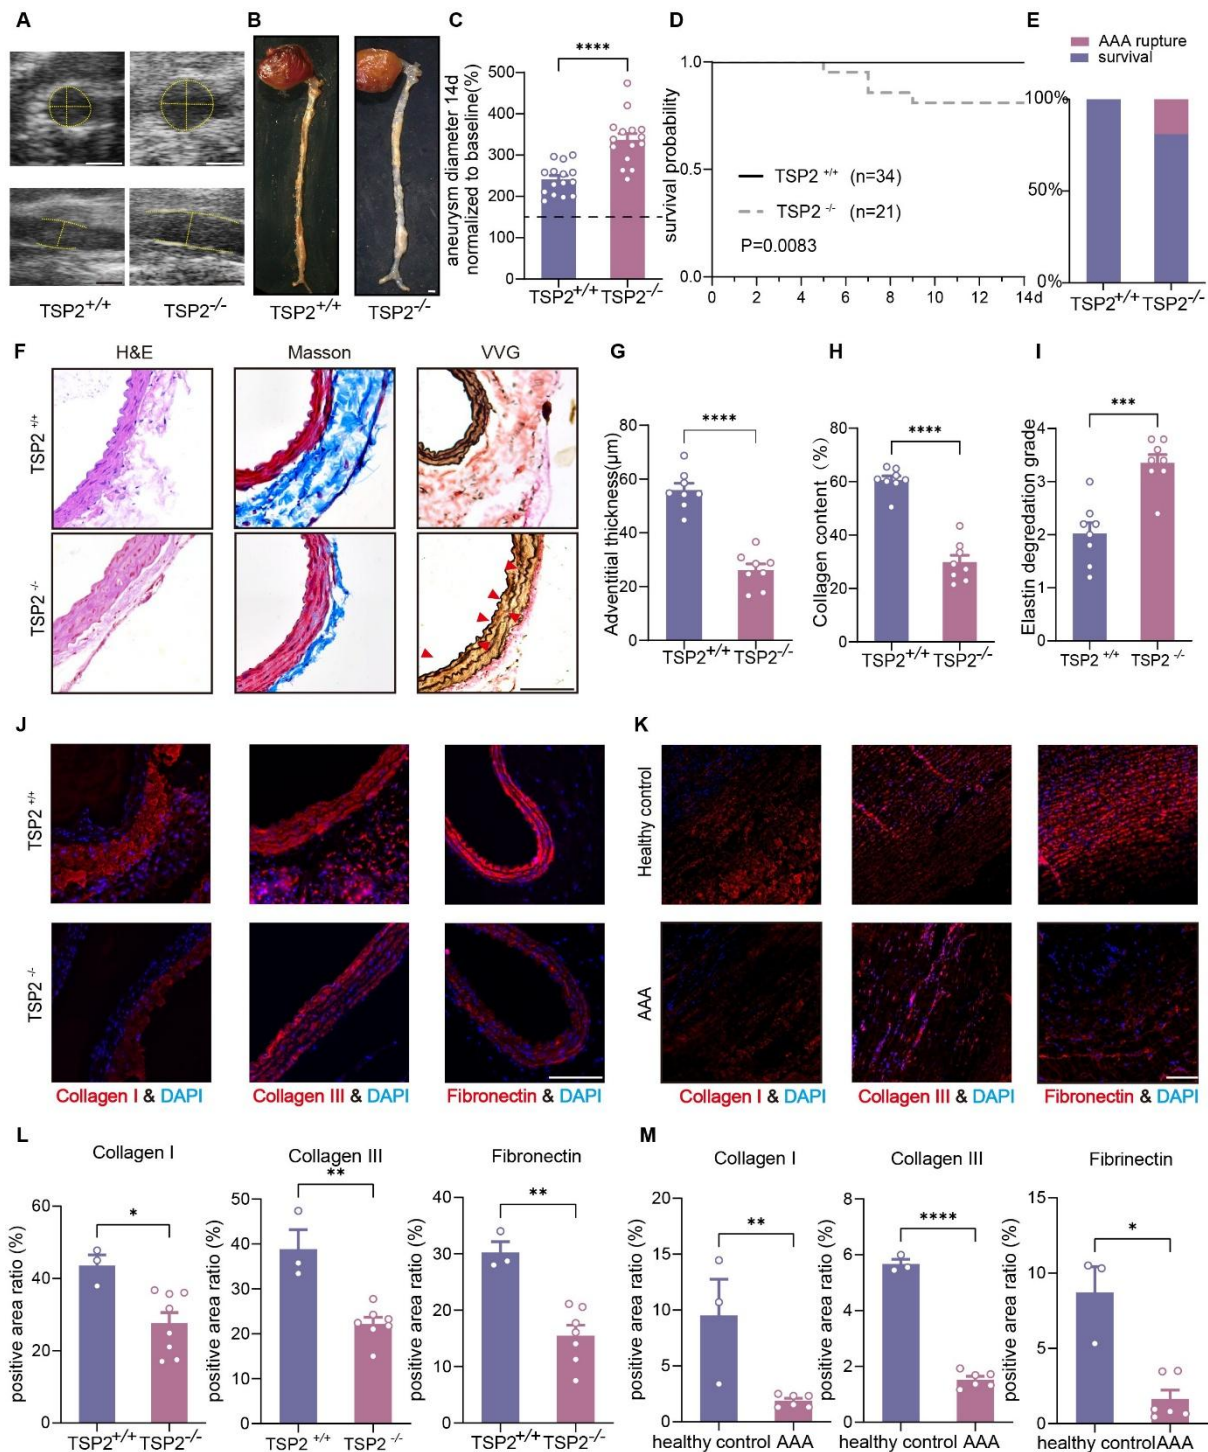 A
TSP2+/+ TSP2-/-
B
TSP2+/+ TSP2-/-
C
aneurysm diameter 14d
normalized to baseline(%)
500
400
300
200
100
0
****
TSP2+/+ TSP2-/-
D
survival probability
1.0
0.5
0.0
TSP2 +/+ (n=34)
TSP2 -/- (n=21)
P=0.0083
0 2 4 6 8 10 12 14d
E
AAA rupture
survival
100%
50%
0%
TSP2+/+ TSP2-/-
F
H&E Masson VVG
TSP2 +/+
TSP2 -/-
G
Adventitial thickness(μm)
80
60
40
20
0
****
TSP2+/+ TSP2-/-
H
Collagen content (%)
80
60
40
20
0
****
TSP2+/+ TSP2-/-
I
Elastin degredation grade
4
3
2
1
0
***
TSP2 +/+ TSP2 -/-
J
TSP2 +/+
TSP2 -/-
Collagen I & DAPI Collagen III & DAPI Fibronectin & DAPI
K
Healthy control
AAA
Collagen I & DAPI Collagen III & DAPI Fibronectin & DAPI
L
Collagen I
positive area ratio (%)
60
40
20
0
*
TSP2+/+ TSP2-/-
Collagen III
positive area ratio (%)
50
40
30
20
10
0
**
TSP2 +/+ TSP2 -/-
Fibronectin
positive area ratio (%)
40
30
20
10
0
**
TSP2+/+ TSP2-/-
M
Collagen I
positive area ratio (%)
20
15
10
5
0
**
healthy control AAA
Collagen III
positive area ratio (%)
8
6
4
2
0
****
healthy control AAA
Fibrinectin
positive area ratio (%)
15
10
5
0
*
healthy controlAAA